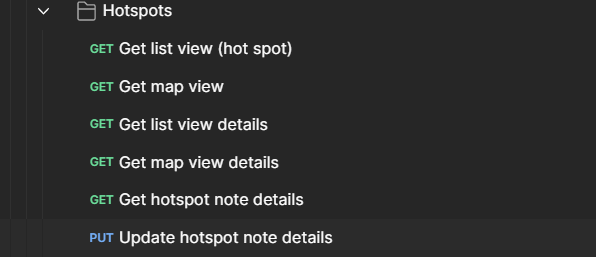 Hotspots
GET Get list view (hot spot)
GET Get map view
GET Get list view details
GET Get map view details
GET Get hotspot note details
PUT Update hotspot note details